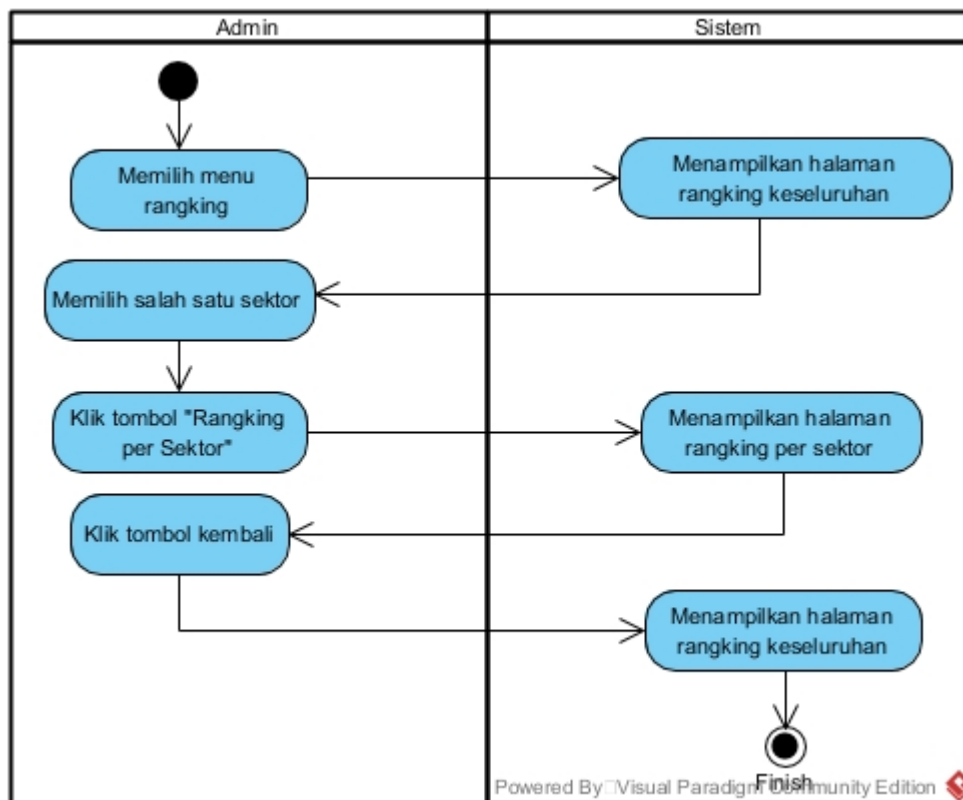 Admin
Sistem
Memilih menu
rangking
Menampilkan halaman
rangking keseluruhan
Memilih salah satu sektor
Klik tombol "Rangking
per Sektor"
Menampilkan halaman
rangking per sektor
Klik tombol kembali
Menampilkan halaman
rangking keseluruhan
Finish
Powered By Visual Paradigm Community Edition